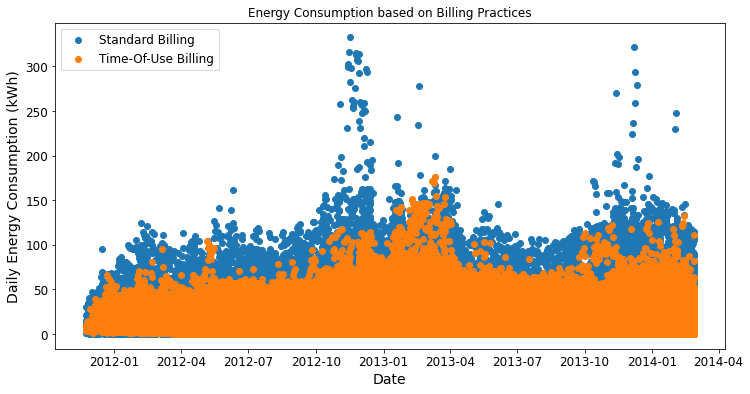 Energy Consumption based on Billing Practices
Standard Billing
Time-Of-Use Billing
Daily Energy Consumption (kWh)
300
250
200
150
100
50
0
2012-01 2012-04 2012-07 2012-10 2013-01 2013-04 2013-07 2013-10 2014-01 2014-04
Date